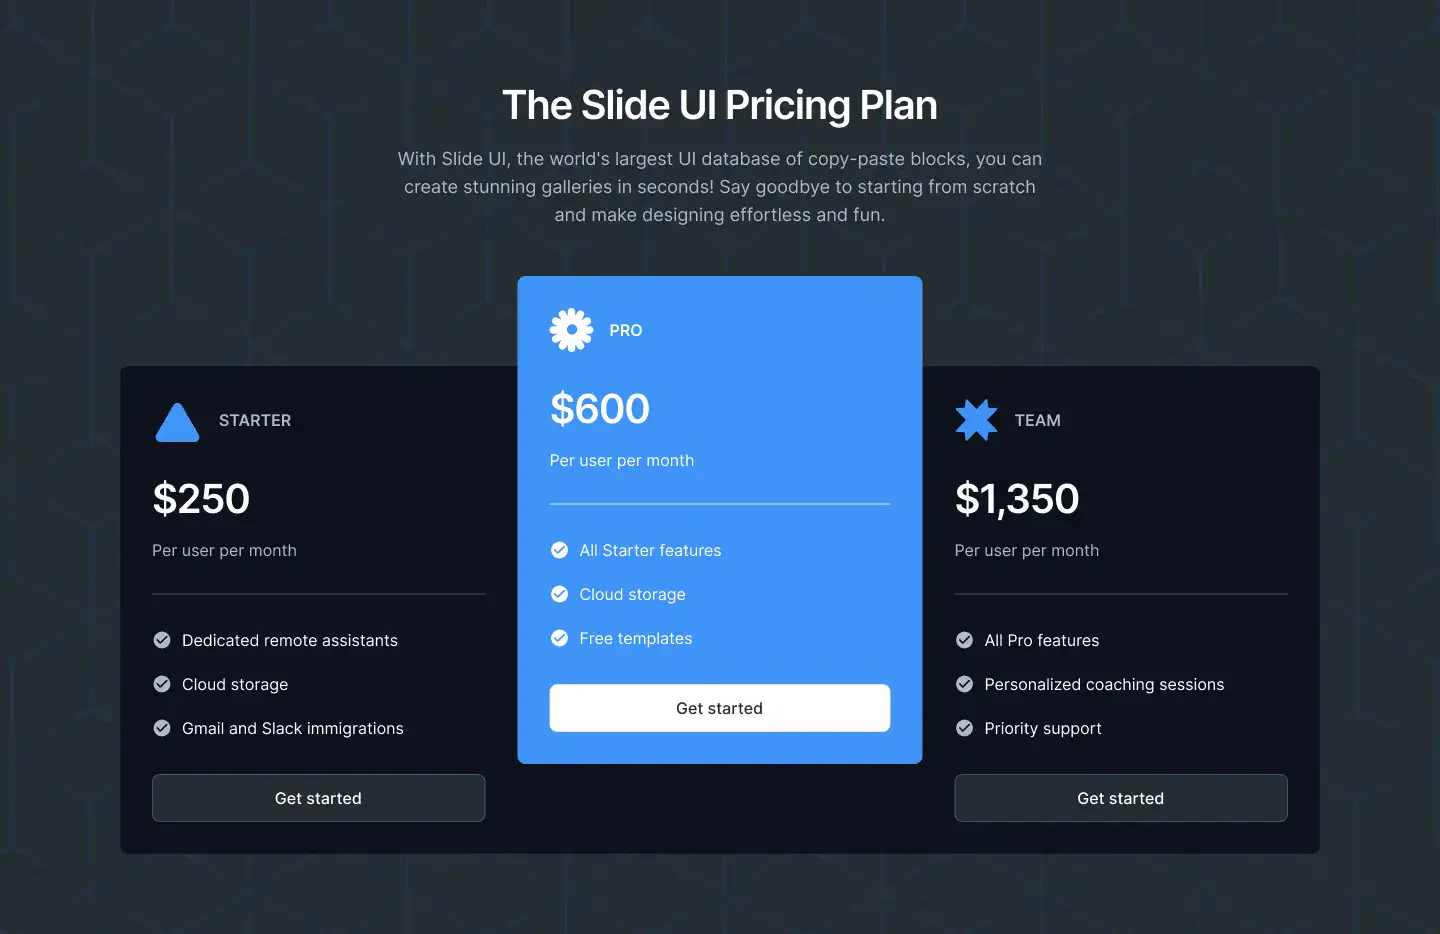 The Slide UI Pricing Plan
With Slide UI, the world's largest UI database of copy-paste blocks, you can
create stunning galleries in seconds! Say goodbye to starting from scratch
and make designing effortless and fun.
STARTER
$250
Per user per month
Dedicated remote assistants
Cloud storage
Gmail and Slack immigrations
Get started
PRO
$600
Per user per month
All Starter features
Cloud storage
Free templates
Get started
TEAM
$1,350
Per user per month
All Pro features
Personalized coaching sessions
Priority support
Get started